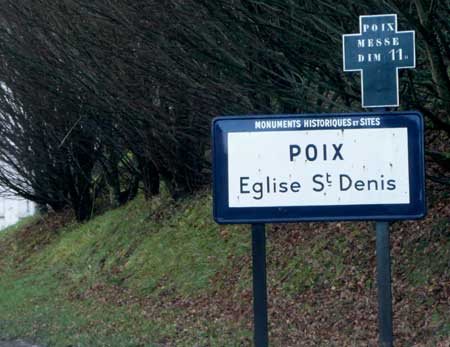 POIX
MESSE
DIM 11H
MONUMENTS HISTORIQUES ET SITES
POIX
Eglise St Denis